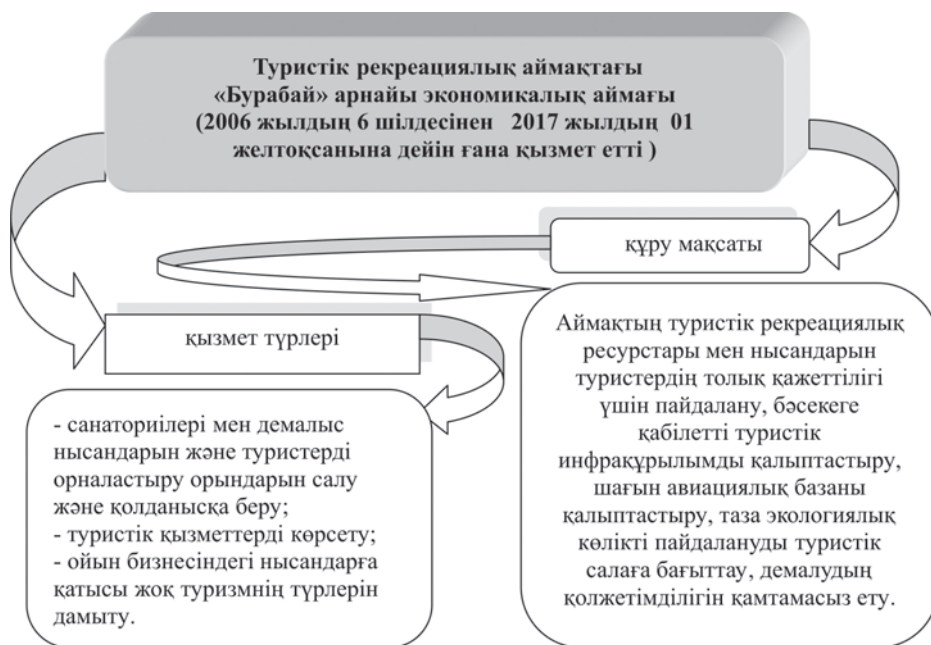 Туристік рекреациялық аймақтағы
«Бурабай» арнайы экономикалық аймағы
(2006 жылдың 6 шілдесінен 2017 жылдың 01
желтоқсанына дейін ғана қызмет етті )
құру мақсаты
Аймақтың туристік рекреациялық
ресурстары мен нысандарын
туристердің толық қажеттілігі
үшін пайдалану, бәсекеге
қабілетті туристік
инфрақұрылымды қалыптастыру,
шағын авиациялық базаны
қалыптастыру, таза экологиялық
көлікті пайдалануды туристік
салаға бағыттау, демалудың
қолжетімділігін қамтамасыз ету.
қызмет түрлері
- санаториілері мен демалыс
нысандарын және туристерді
орналастыру орындарын салу
және қолданысқа беру;
- туристік қызметтерді көрсету;
- ойын бизнесіндегі нысандарға
қатысы жоқ туризмнің түрлерін
дамыту.